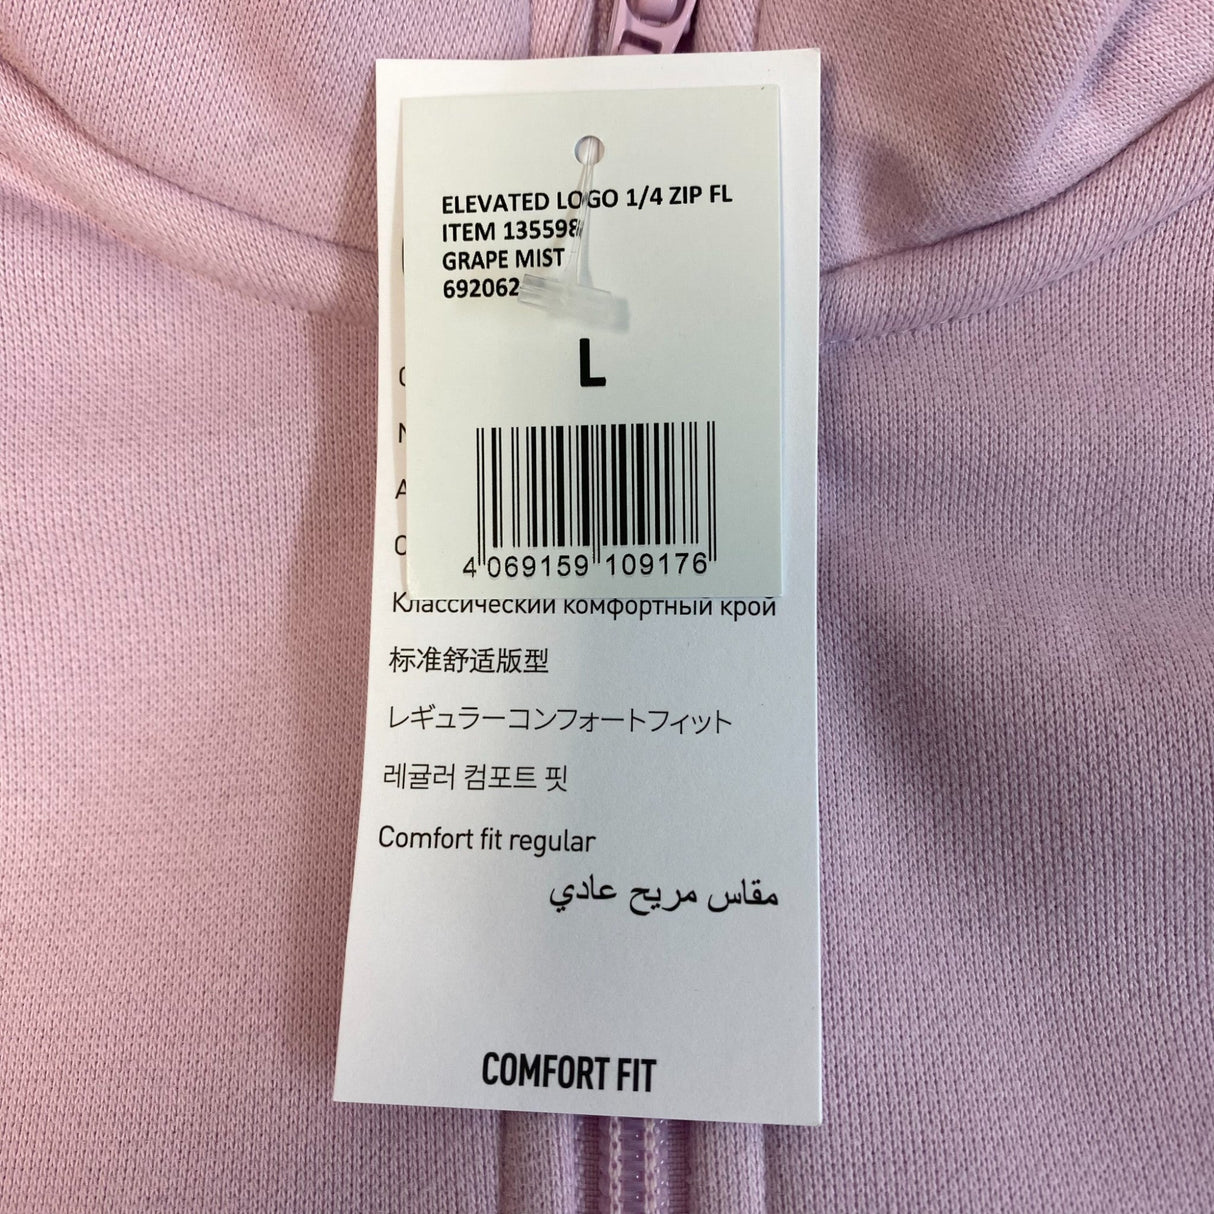 ELEVATED LOGO 1/4 ZIP FL
ITEM 135598
GRAPE MIST
692062
L
4 069159 109176
Классический комфортный крой
标准舒适版型
レギュラーコンフォートフィット
레귤러 컴포트 핏
Comfort fit regular
مقاس مريح عادي
COMFORT FIT